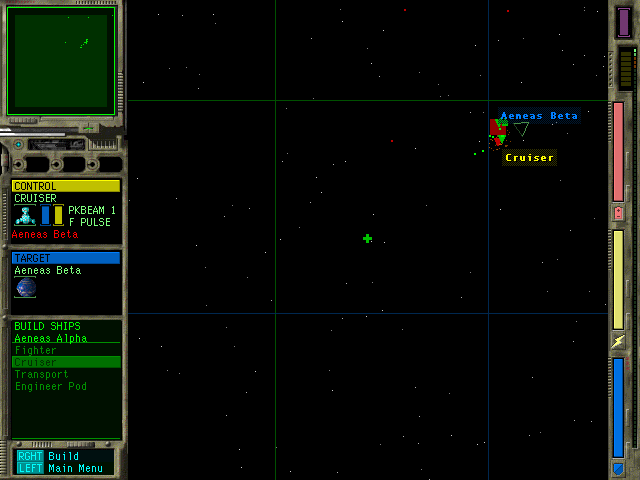 CONTROL
CRUISER
PKBEAM 1
F PULSE
Aeneas Beta
TARGET
Aeneas Beta
BUILD SHIPS
Aeneas Alpha
Fighter
Cruiser
Transport
Engineer Pod
RGHT Build
LEFT Main Menu
Aeneas Beta
Cruiser